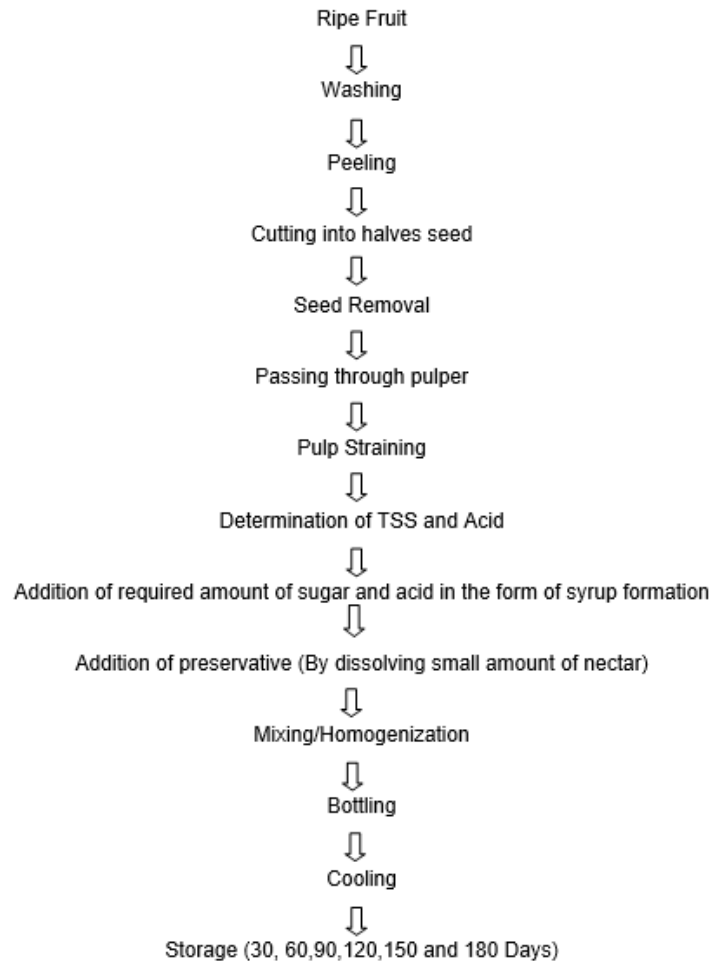 Ripe Fruit
Washing
Peeling
Cutting into halves seed
Seed Removal
Passing through pulper
Pulp Straining
Determination of TSS and Acid
Addition of required amount of sugar and acid in the form of syrup formation
Addition of preservative (By dissolving small amount of nectar)
Mixing/Homogenization
Bottling
Cooling
Storage (30, 60,90,120,150 and 180 Days)